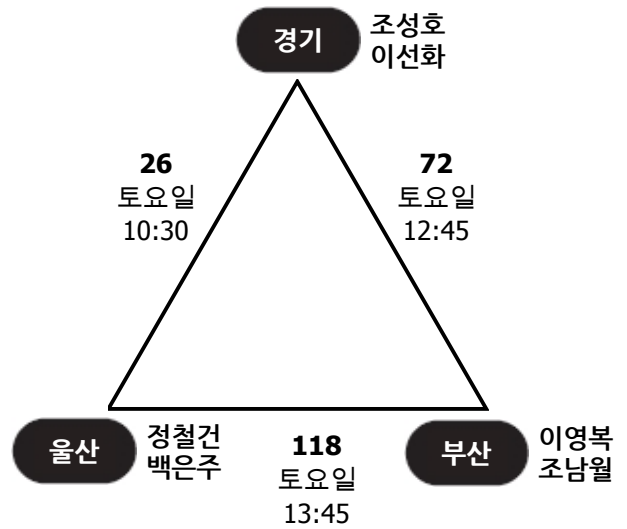 경기
조성호
이선화
26
토요일
10:30
72
토요일
12:45
울산
정철건
백은주
118
토요일
13:45
부산
이영복
조남월